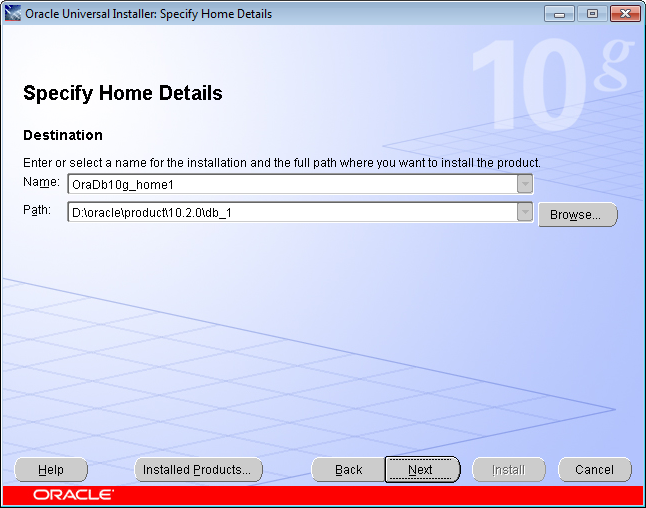 Oracle Universal Installer: Specify Home Details
10g
Specify Home Details
Destination
Enter or select a name for the installation and the full path where you want to install the product.
Name: OraDb10g_home1
Path: D:\oracle\product\10.2.0\db_1 Browse...
Help Installed Products... Back Next Install Cancel
ORACLE